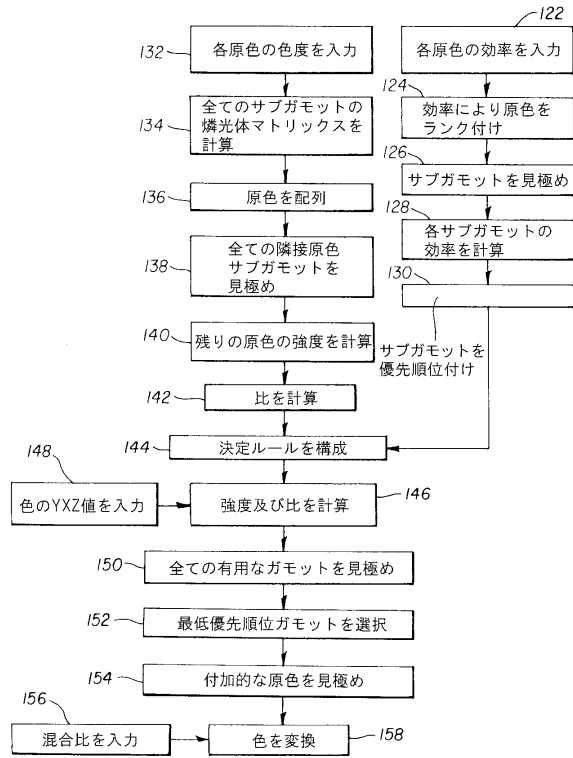 122
132
各原色の色度を入力
各原色の効率を入力
124
134
全てのサブガモットの
燐光体マトリックスを
計算
効率により原色を
ランク付け
126
サブガモットを見極め
136
原色を配列
128
各サブガモットの
効率を計算
138
全ての隣接原色
サブガモットを
見極め
130
サブガモットを
優先順位付け
140
残りの原色の強度を計算
142
比を計算
144
決定ルールを構成
148
色のYXZ値を入力
強度及び比を計算
146
150
全ての有用なガモットを見極め
152
最低優先順位ガモットを選択
154
付加的な原色を見極め
156
混合比を入力
色を変換
158